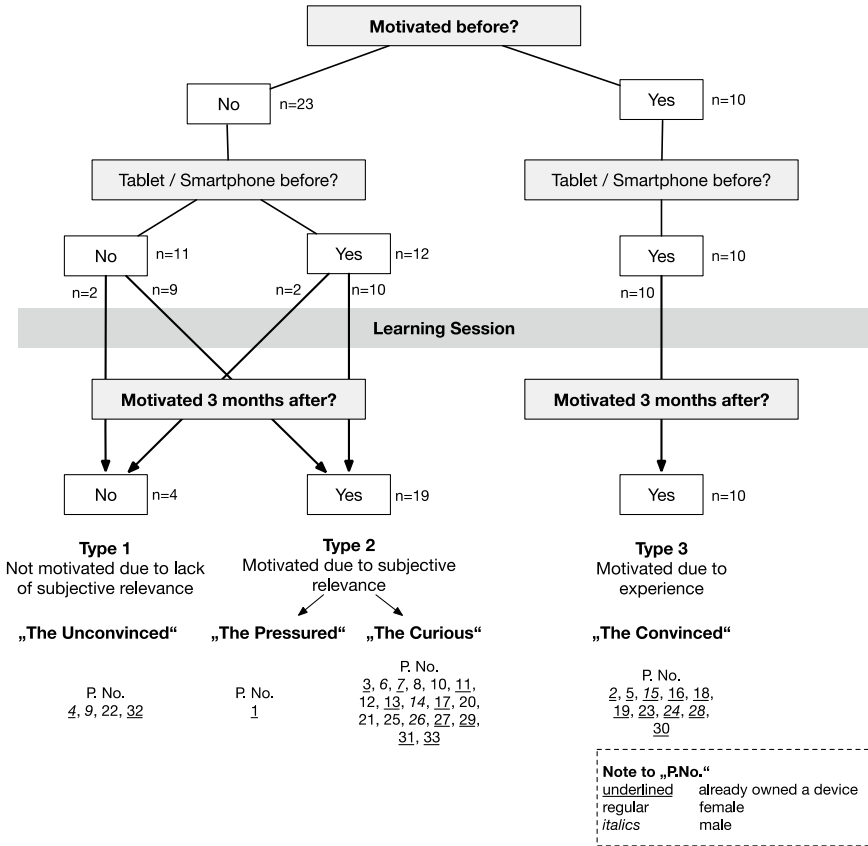 Motivated before?
No n=23
Yes n=10
Tablet / Smartphone before?
Tablet / Smartphone before?
No n=11
Yes n=12
Yes n=10
n=2 n=9
n=2 n=10
n=10
Learning Session
Motivated 3 months after?
Motivated 3 months after?
No n=4
Yes n=19
Yes n=10
Type 1
Not motivated due to lack
of subjective relevance
Type 2
Motivated due to subjective
relevance
Type 3
Motivated due to
experience
„The Unconvinced“
„The Pressured“
„The Curious“
„The Convinced“
P. No.
4, 9, 22, 32
P. No.
1
P. No.
3, 6, 7, 8, 10, 11,
12, 13, 14, 17, 20,
21, 25, 26, 27, 29,
31, 33
P. No.
2, 5, 15, 16, 18,
19, 23, 24, 28,
30
Note to „P.No.“
underlined already owned a device
regular female
italics male